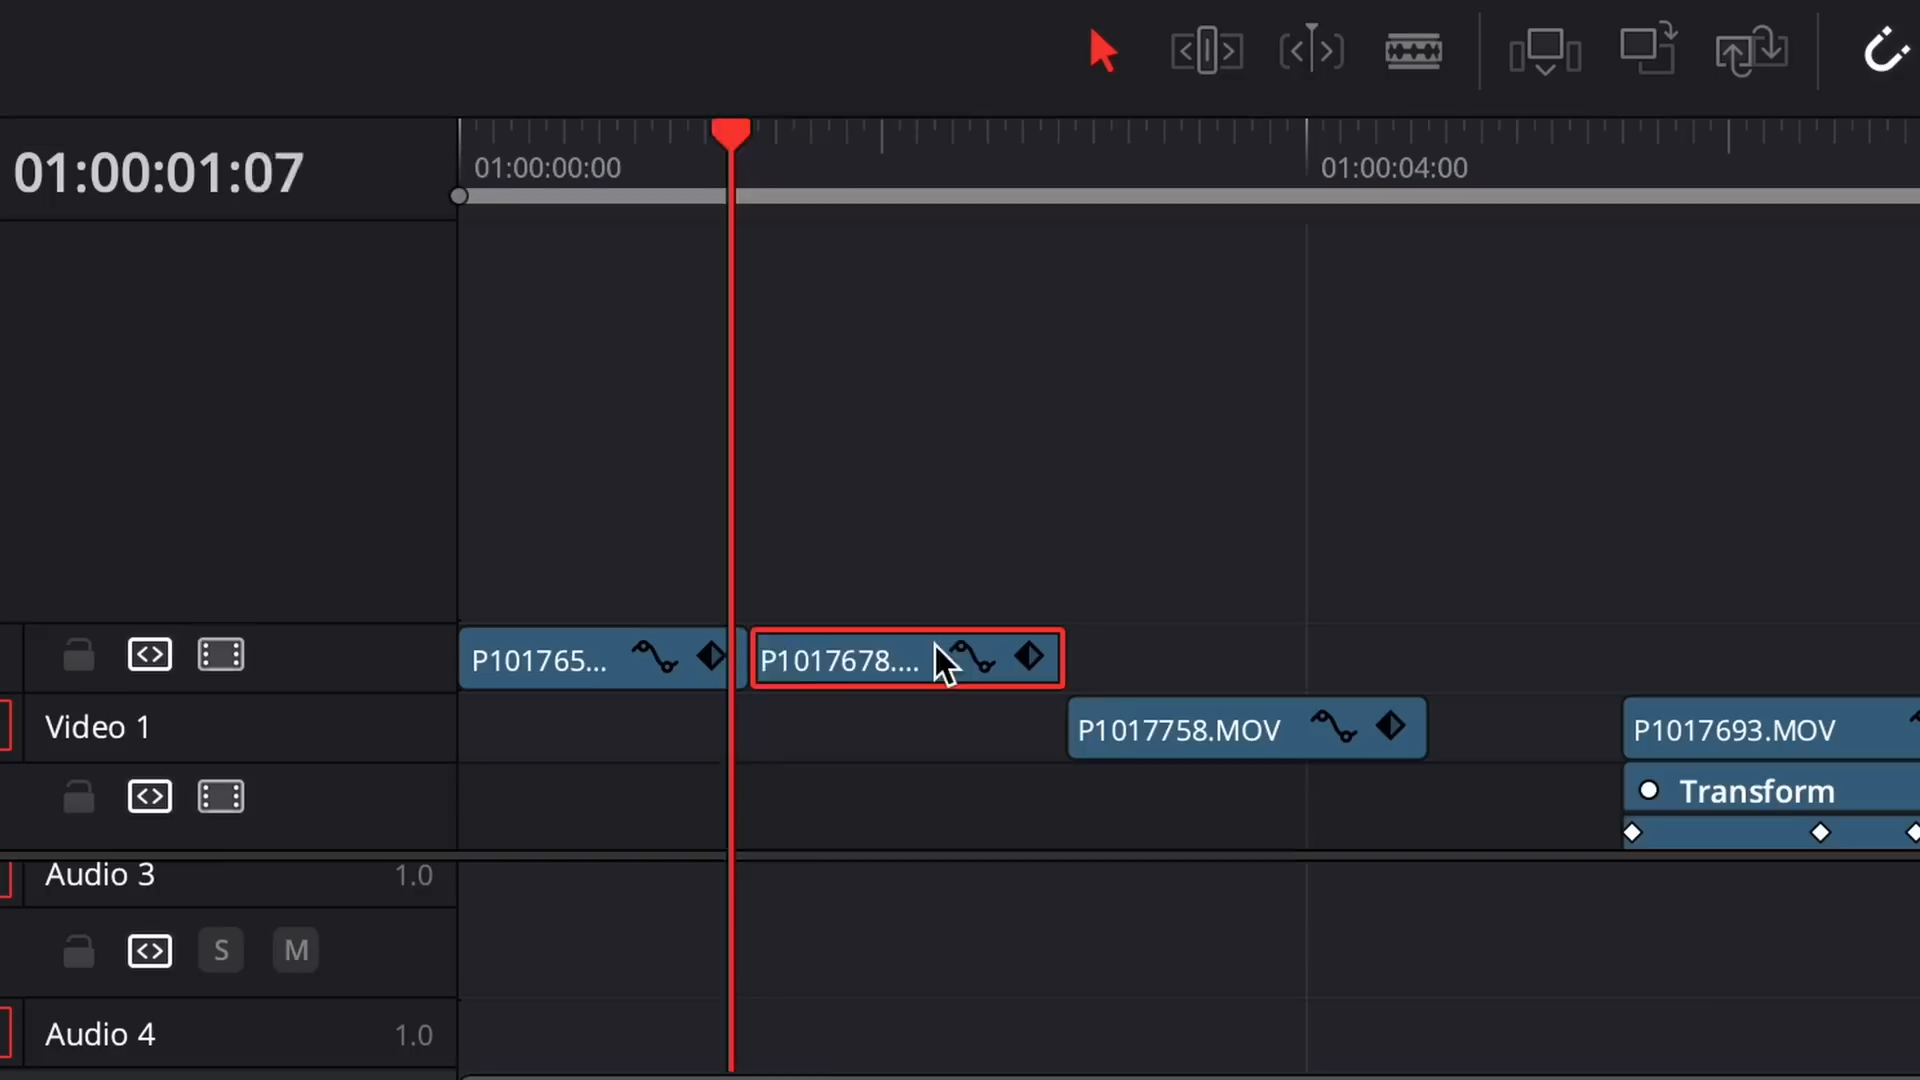 01:00:01:07
01:00:00:00
01:00:04:00
P101765...
P1017678....
Video 1
P1017758.MOV
P1017693.MOV
Transform
Audio 3
1.0
S
M
Audio 4
1.0